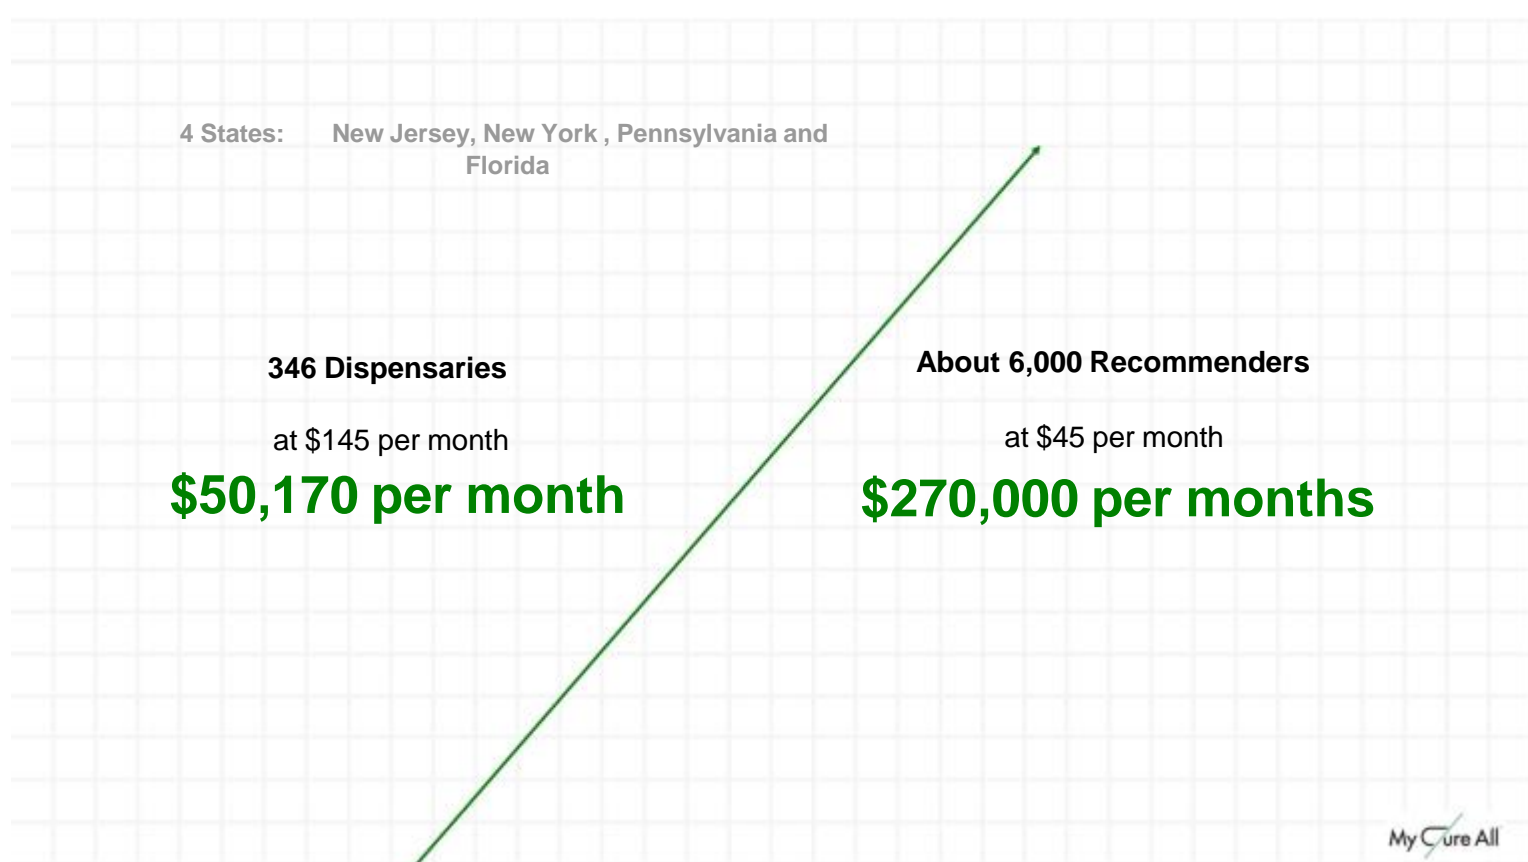 4 States: New Jersey, New York , Pennsylvania and
Florida
346 Dispensaries
at $145 per month
$50,170 per month
About 6,000 Recommenders
at $45 per month
$270,000 per months
My Cure All